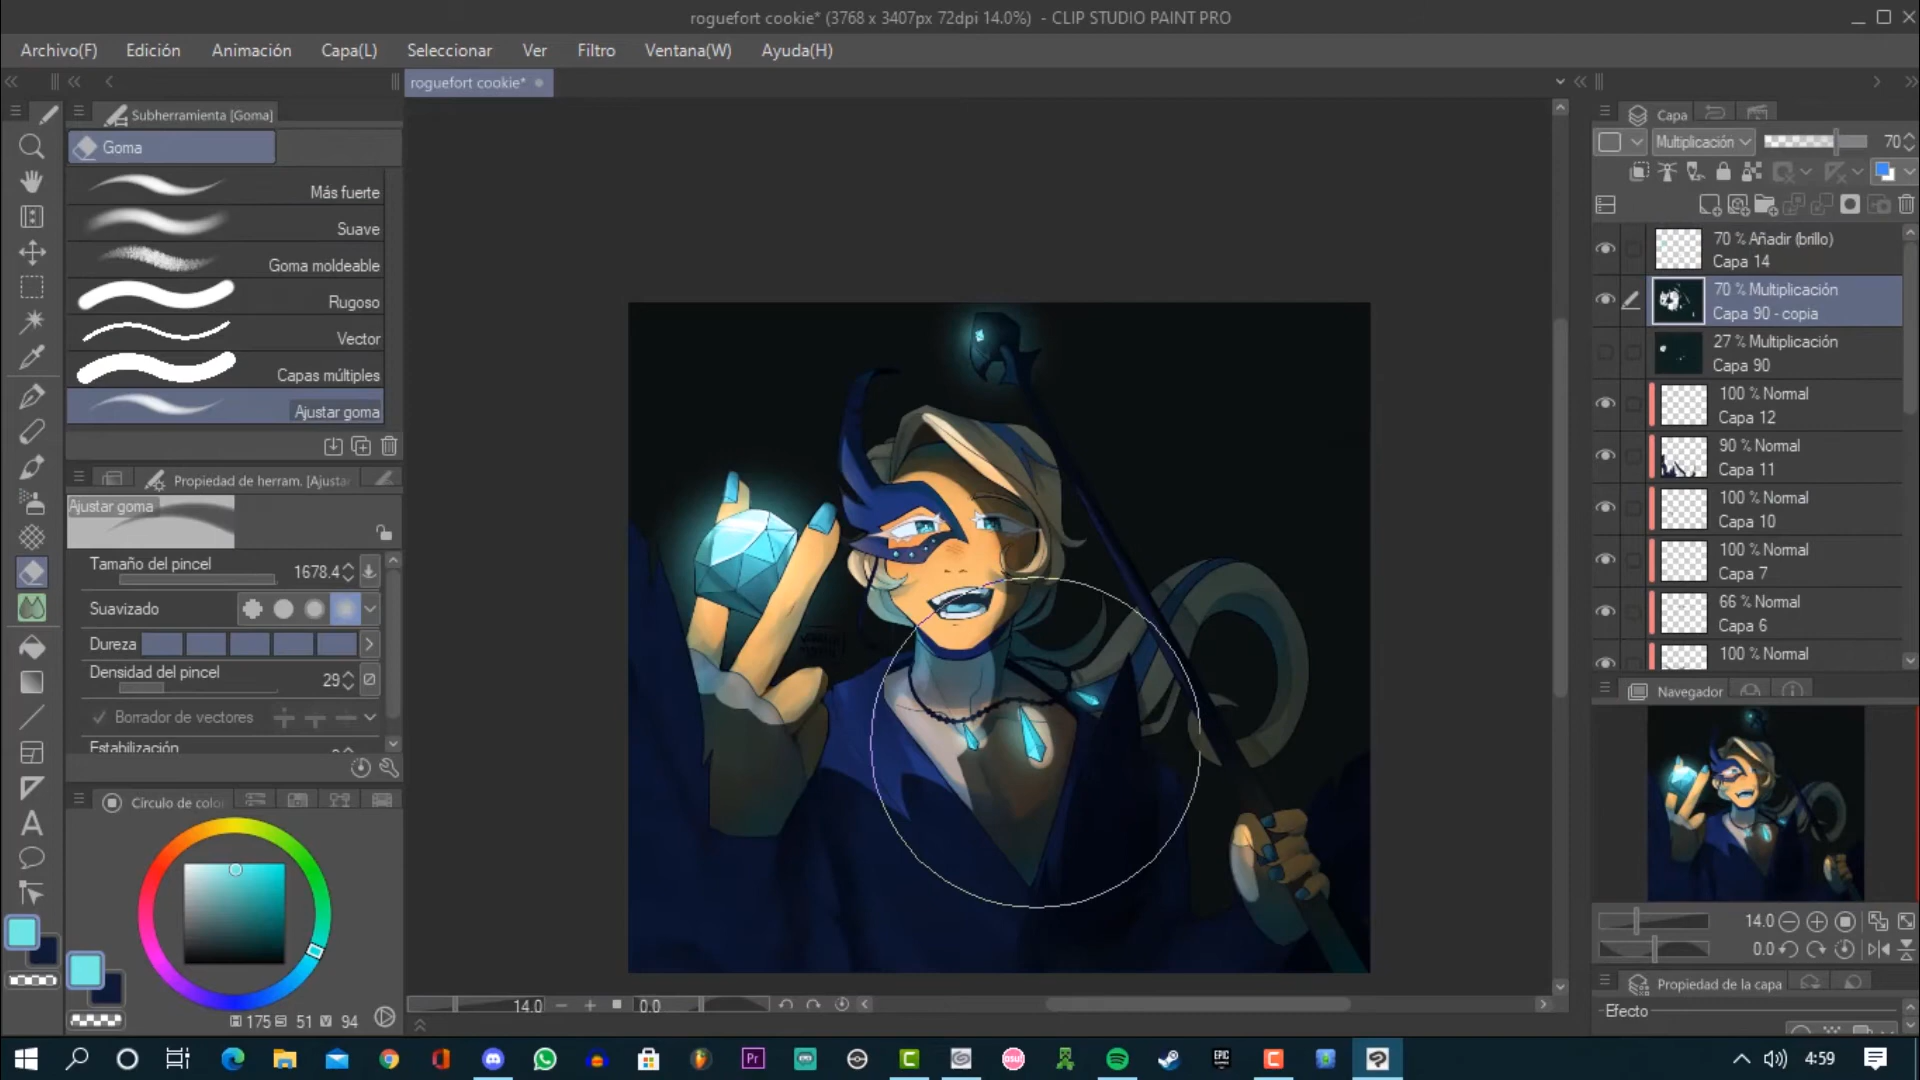 roguefort cookie* (3768 x 3407px 72dpi 14.0%) - CLIP STUDIO PAINT PRO
Archivo(F) Edición Animación Capa(L) Seleccionar Ver Filtro Ventana(W) Ayuda(H)
roguefort cookie*
Subherramienta [Goma]
Goma
Más fuerte
Suave
Goma moldeable
Rugoso
Vector
Capas múltiples
Ajustar goma
Propiedad de herram. [Ajusta
Ajustar goma
Tamaño del pincel 1678.4
Suavizado
Dureza
Densidad del pincel 29
Borrador de vectores
Estabilización
Círculo de colo
H 175 S 51 V 94
14.0 0.0
Capa
Multiplicación 70
70 % Añadir (brillo)
Capa 14
70 % Multiplicación
Capa 90 - copia
27 % Multiplicación
Capa 90
100 % Normal
Capa 12
90 % Normal
Capa 11
100 % Normal
Capa 10
100 % Normal
Capa 7
66 % Normal
Capa 6
100 % Normal
Navegador
14.0
0.0
Propiedad de la capa
Efecto
Pr
osu!
EPIC
4:59